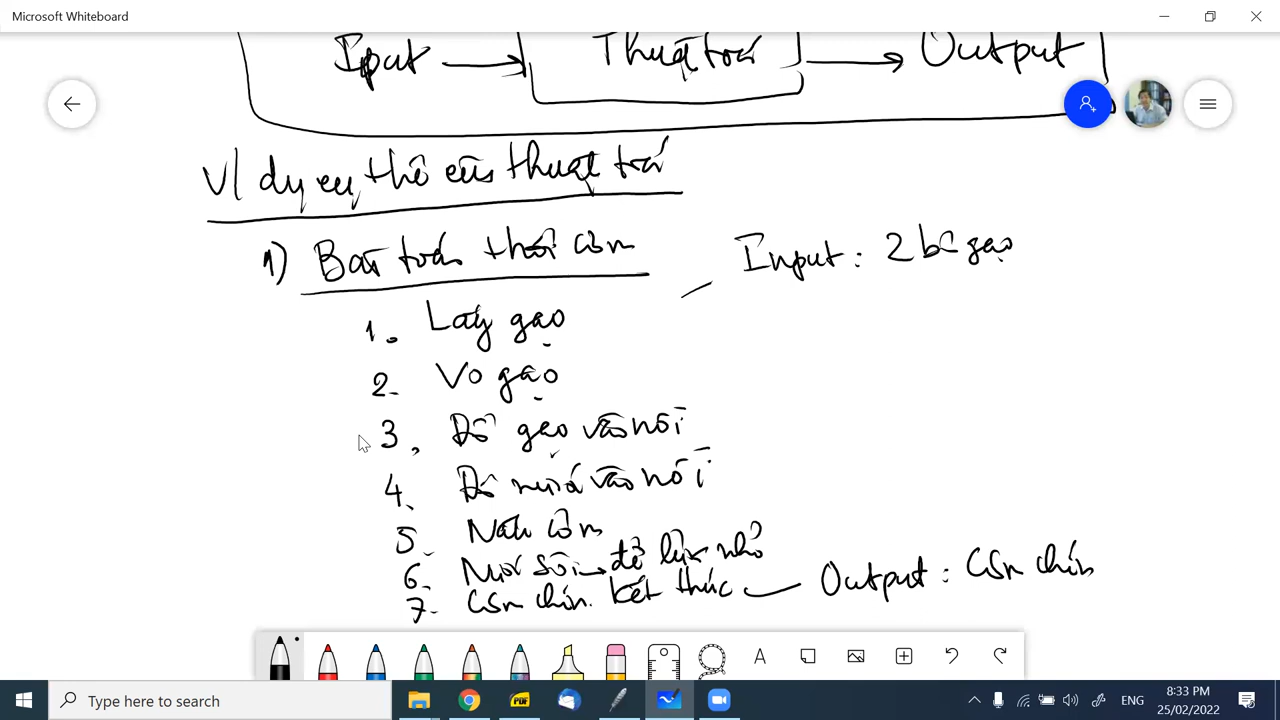 Microsoft Whiteboard
Input → Thuật toán → Output
Ví dụ cụ thể của thuật toán
1) Bài toán thổi cơm
Input: 2 bò gạo
1. Lấy gạo
2. Vo gạo
3. Đổ gạo vào nồi
4. Đổ nước vào nồi
5. Nấu cơm
6. Nước sôi → để lửa nhỏ
7. Cơm chín. Kết thúc
Output: Cơm chín
Type here to search
PDF
ENG
8:33 PM
25/02/2022